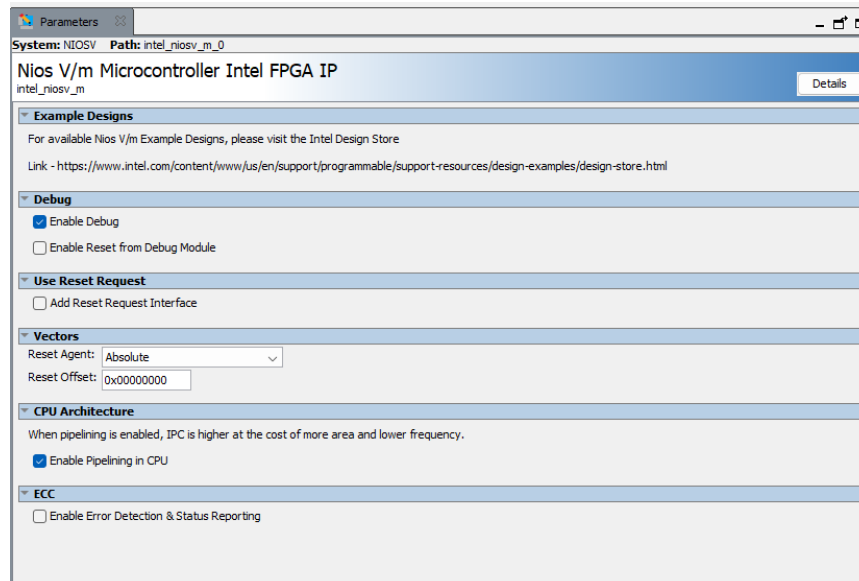 Parameters
System: NIOSV Path: intel_niosv_m_0
Nios V/m Microcontroller Intel FPGA IP
intel_niosv_m
Details
Example Designs
For available Nios V/m Example Designs, please visit the Intel Design Store
Link - https://www.intel.com/content/www/us/en/support/programmable/support-resources/design-examples/design-store.html
Debug
Enable Debug
Enable Reset from Debug Module
Use Reset Request
Add Reset Request Interface
Vectors
Reset Agent: Absolute
Reset Offset: 0x00000000
CPU Architecture
When pipelining is enabled, IPC is higher at the cost of more area and lower frequency.
Enable Pipelining in CPU
ECC
Enable Error Detection & Status Reporting